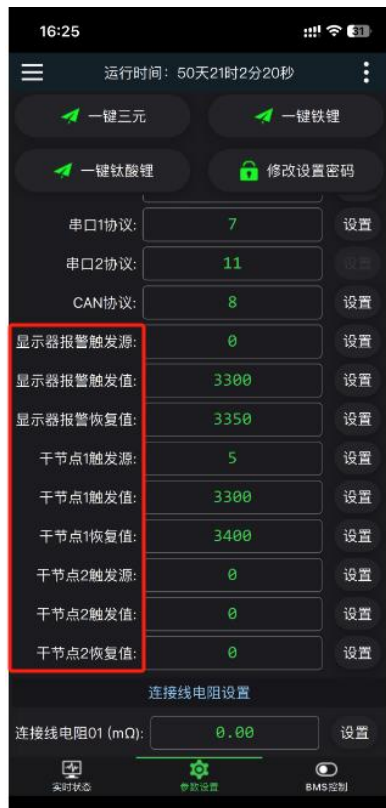 16:25
31
运行时间：50天21时2分20秒
一键三元
一键铁锂
一键钛酸锂
修改设置密码
串口1协议: 7 设置
串口2协议: 11 设置
CAN协议: 8 设置
显示器报警触发源: 0 设置
显示器报警触发值: 3300 设置
显示器报警恢复值: 3350 设置
干节点1触发源: 5 设置
干节点1触发值: 3300 设置
干节点1恢复值: 3400 设置
干节点2触发源: 0 设置
干节点2触发值: 0 设置
干节点2恢复值: 0 设置
连接线电阻设置
连接线电阻01 (mΩ): 0.00 设置
实时状态
参数设置
BMS控制